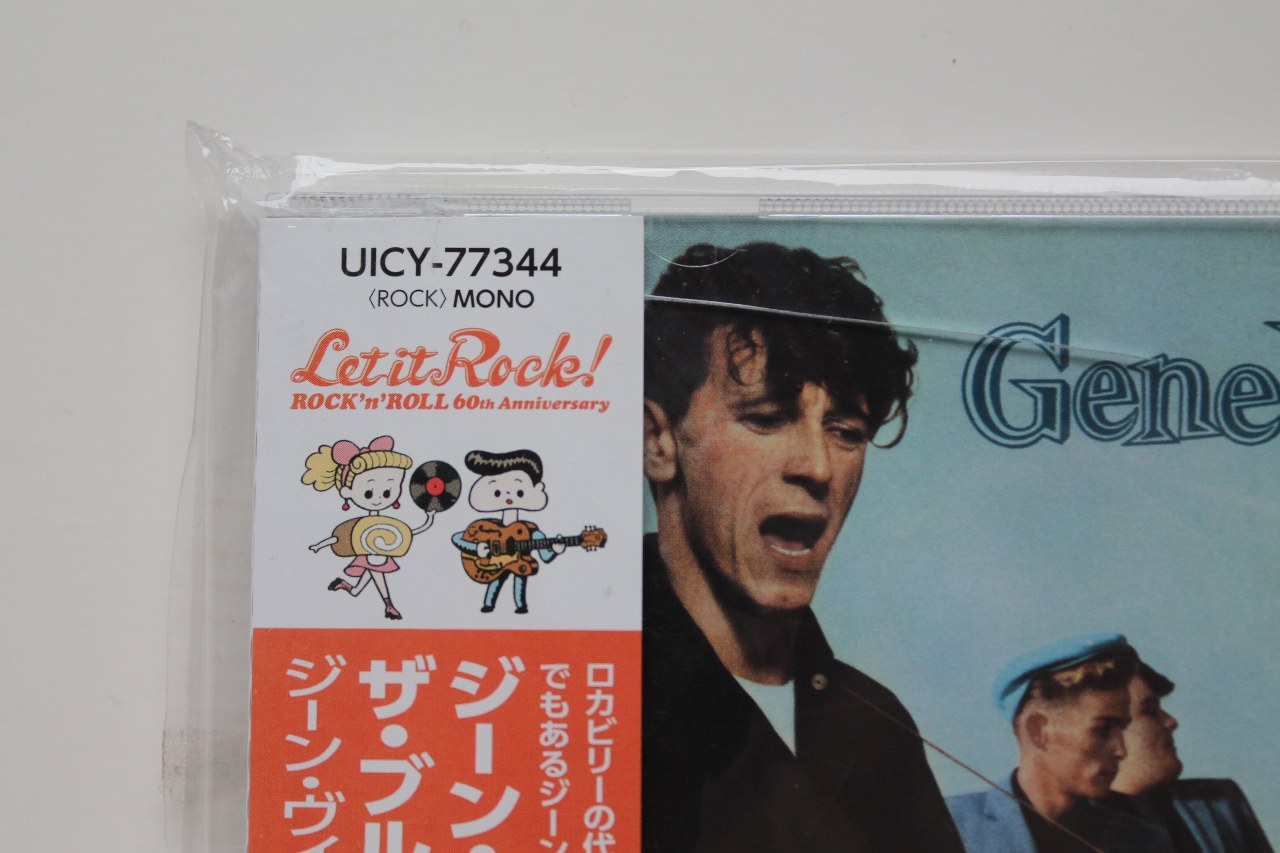 UICY-77344
〈ROCK〉 MONO
Let it Rock!
ROCK'n'ROLL 60th Anniversary
Gene
ロカビリーの代
でもあるジーン
ジーン・
ザ・ブル
ジーン・ヴィ